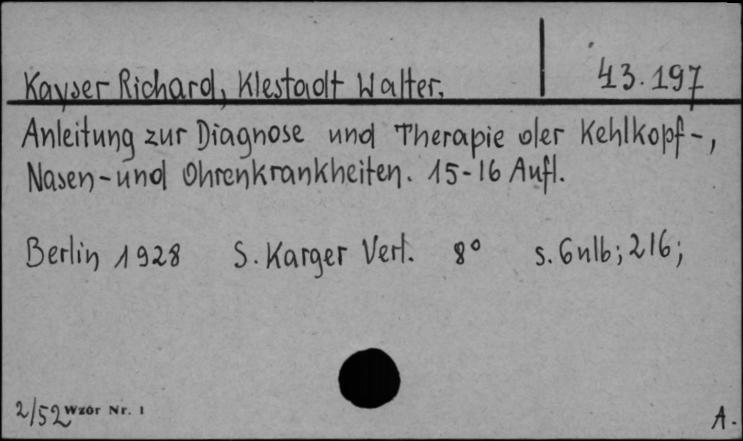 Kayser Richard, Klestadt Walter. 43.197
Anleitung zur Diagnose und Therapie der Kehlkopf-,
Nasen-und Ohrenkrankheiten. 15-16 Aufl.
Berlin 1928 S. Karger Verl. 8° s. 6nlb; 216;
2/52 Wzór Nr. 1
A.